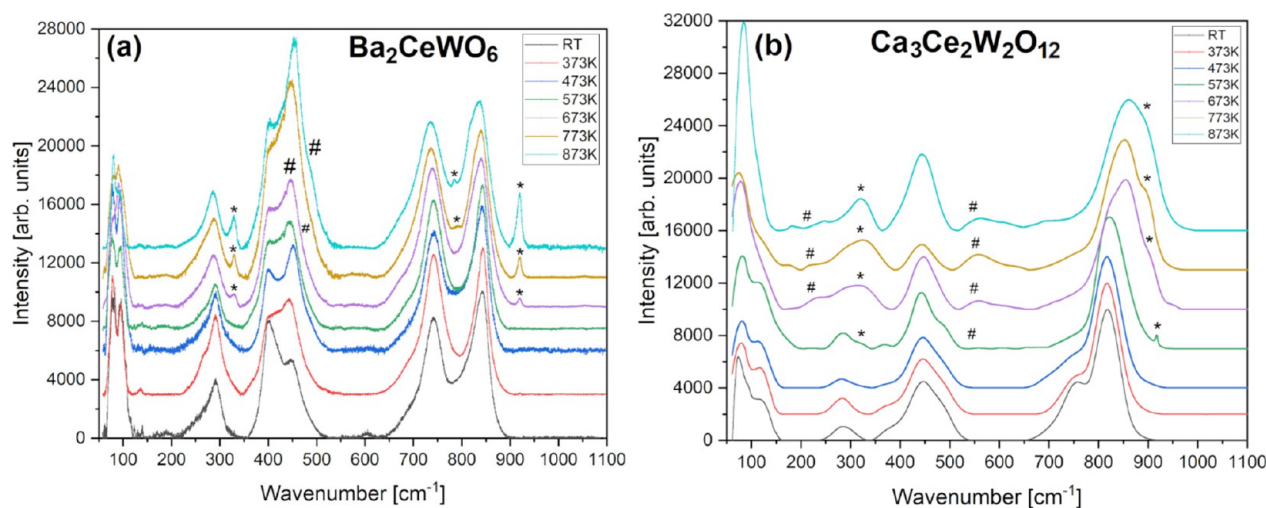 (a)
Ba₂CeWO₆
RT
373K
473K
573K
673K
773K
873K
28000
24000
20000
16000
12000
8000
4000
0
Intensity [arb. units]
#
*
*
#
*
*
*
#
*
*
*
100 200 300 400 500 600 700 800 900 1000 1100
Wavenumber [cm⁻¹]
(b)
Ca₃Ce₂W₂O₁₂
RT
373K
473K
573K
673K
773K
873K
32000
28000
24000
20000
16000
12000
8000
4000
0
Intensity [arb. units]
*
*
#
#
*
*
#
#
*
*
#
#
*
*
#
100 200 300 400 500 600 700 800 900 1000 1100
Wavenumber [cm⁻¹]